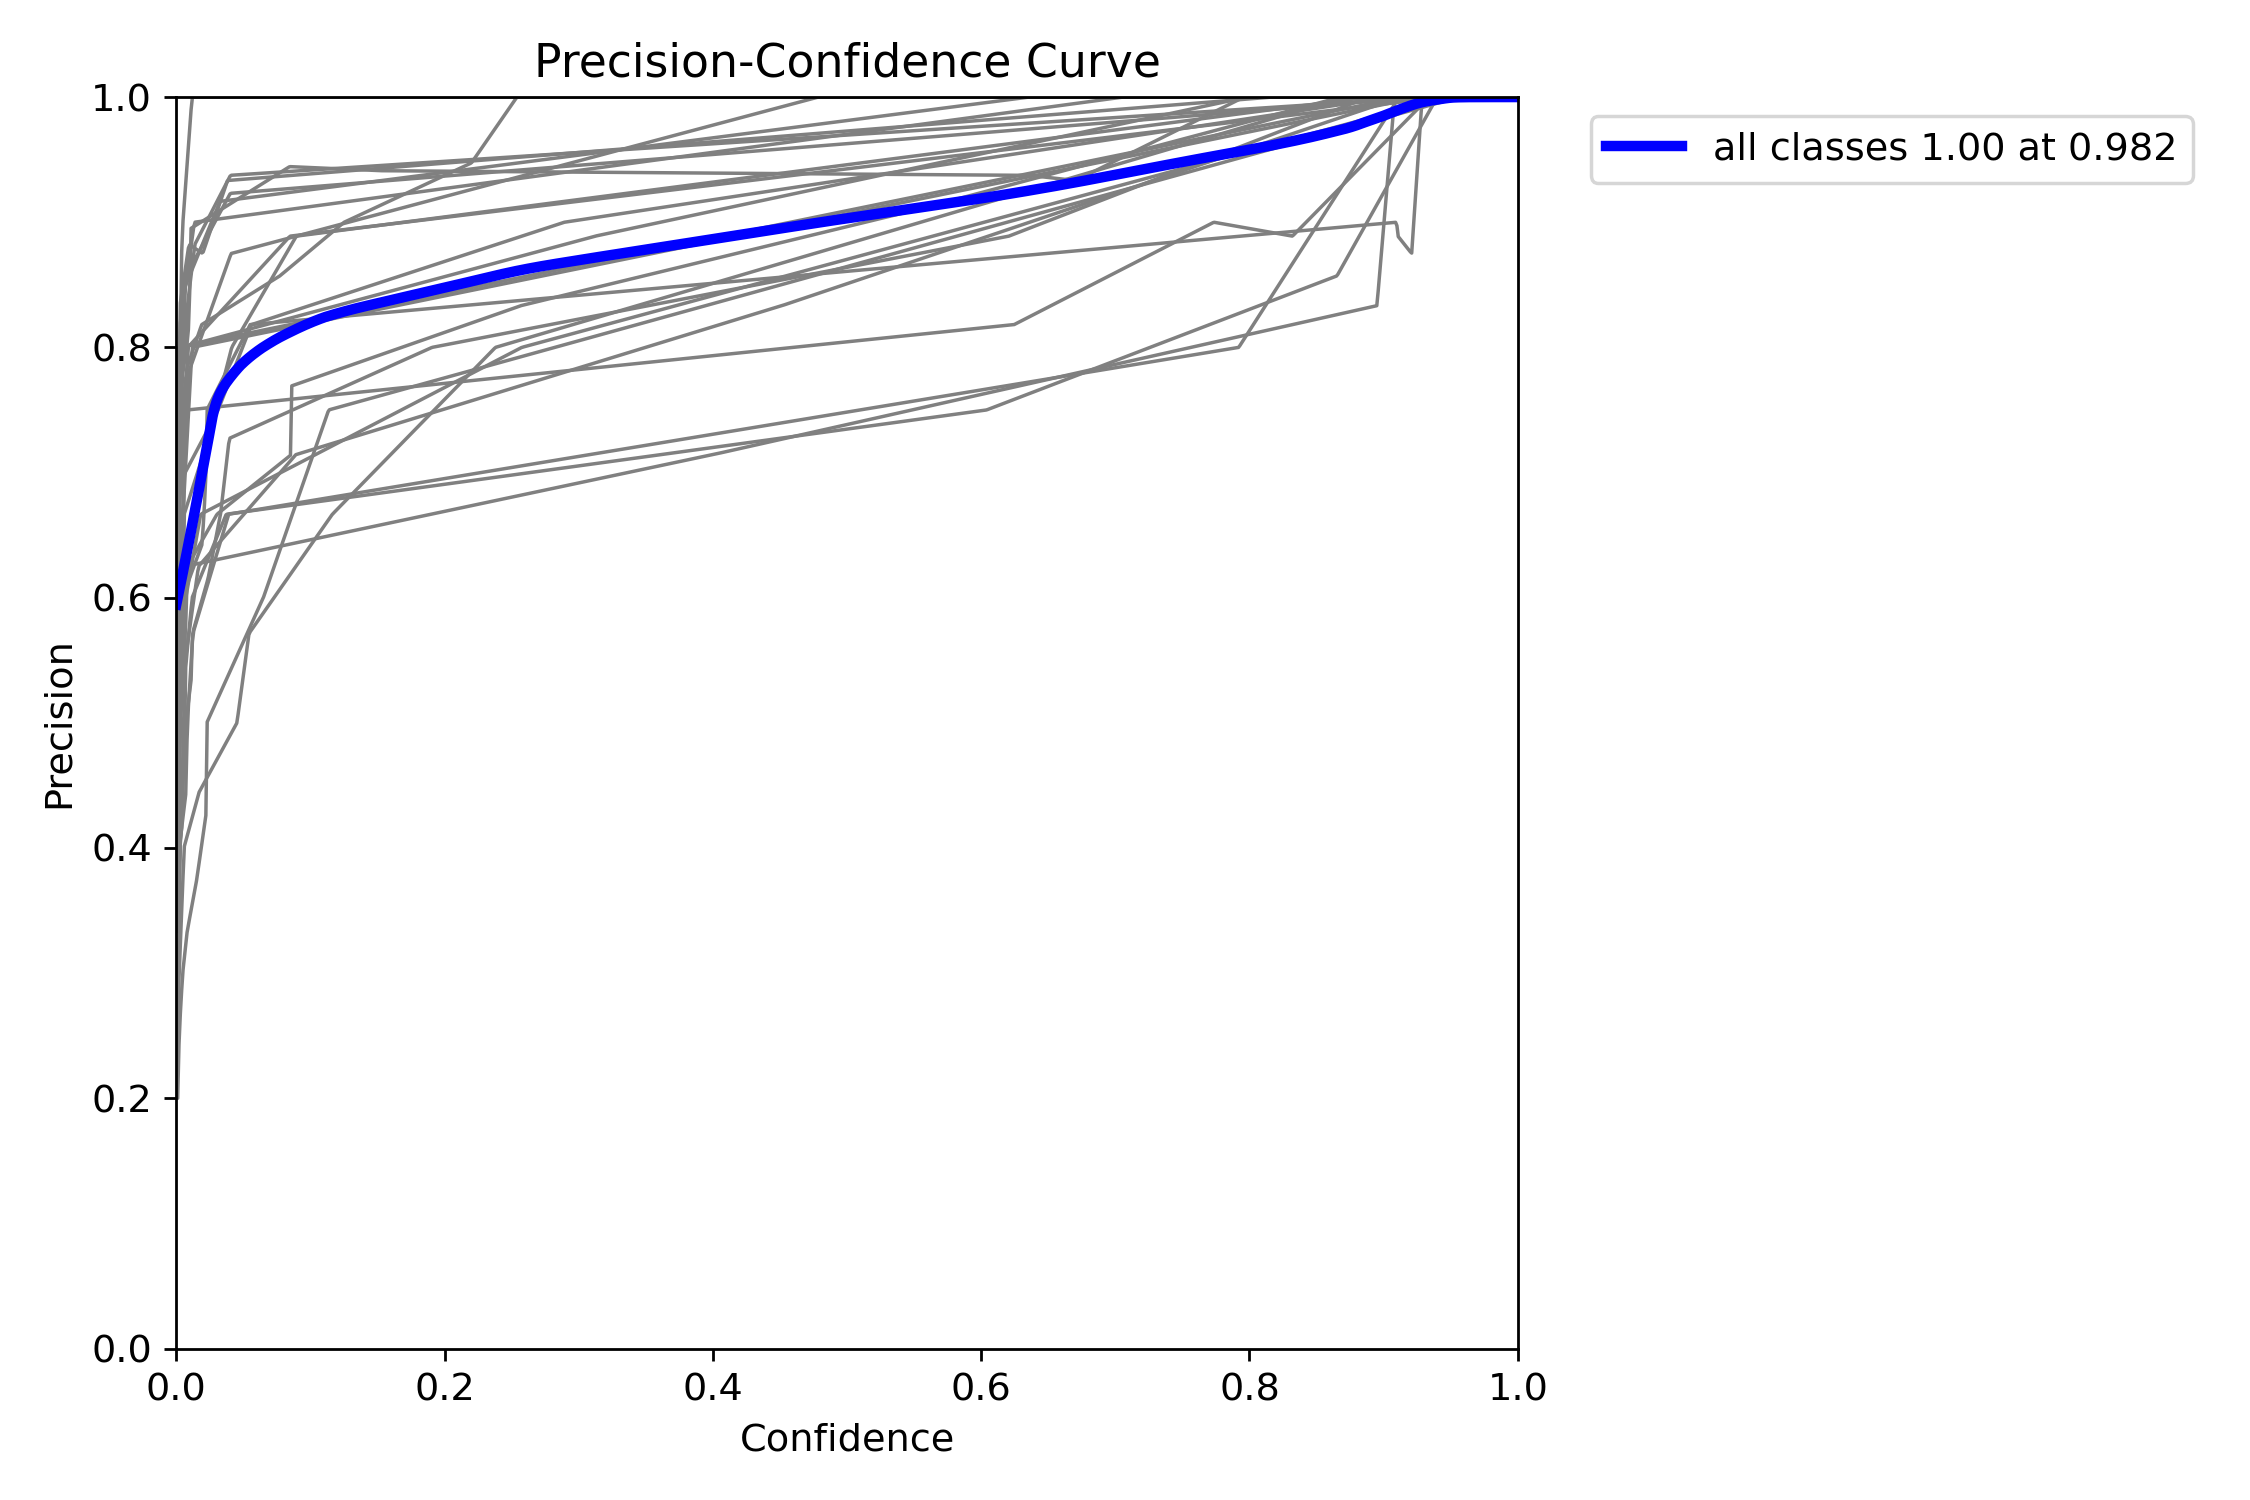 Precision-Confidence Curve
all classes 1.00 at 0.982
1.0
0.8
0.6
0.4
0.2
0.0
Precision
0.0 0.2 0.4 0.6 0.8 1.0
Confidence